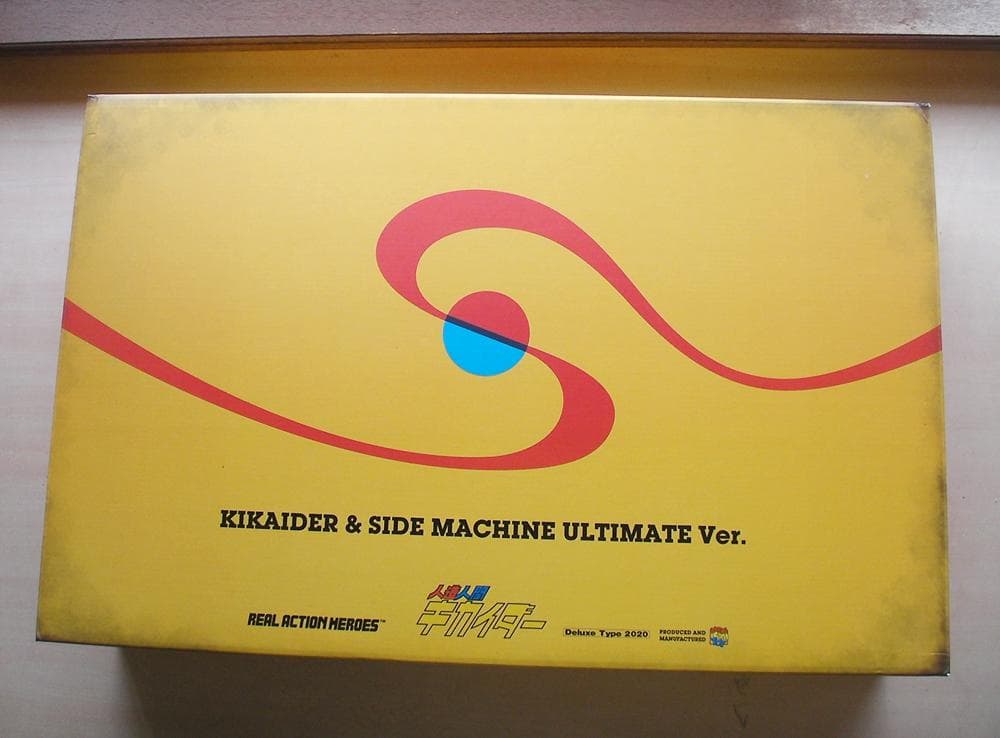 KIKAIDER & SIDE MACHINE ULTIMATE Ver.
REAL ACTION HEROES™
人造人間
キカイダー
Deluxe Type 2020
PRODUCED AND
MANUFACTURED